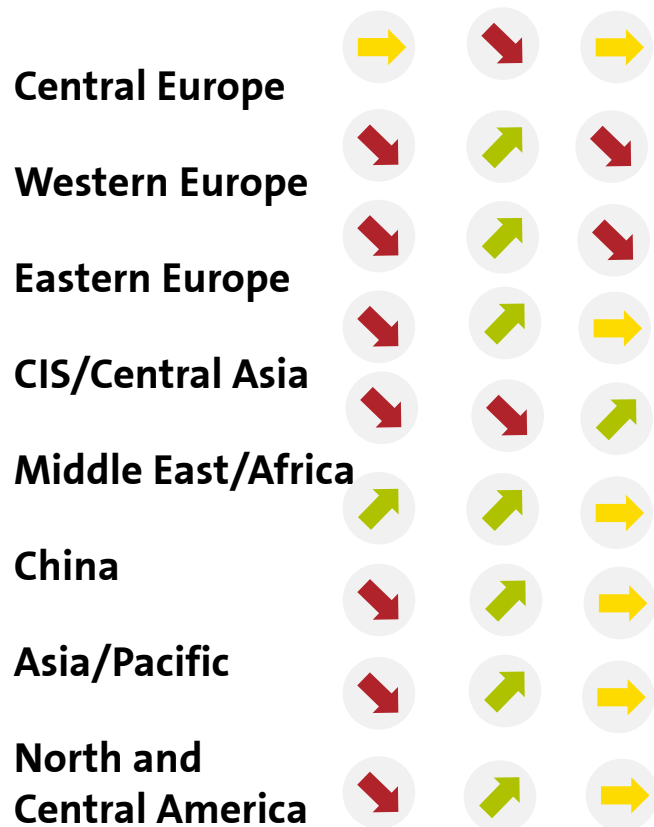 Central Europe
Western Europe
Eastern Europe
CIS/Central Asia
Middle East/Africa
China
Asia/Pacific
North and
Central America